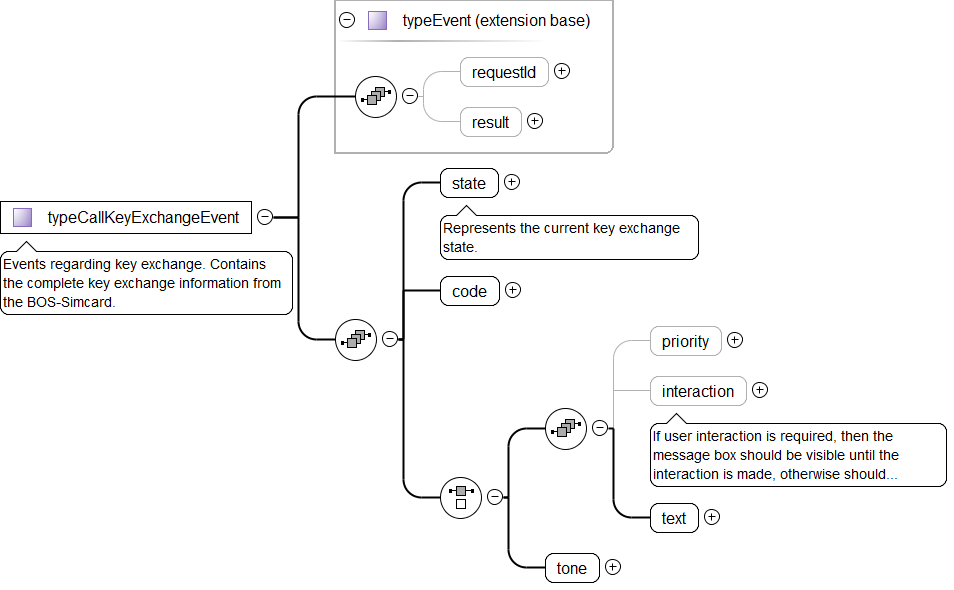 typeEvent (extension base)
requestId
result
state
Represents the current key exchange
state.
typeCallKeyExchangeEvent
Events regarding key exchange. Contains
the complete key exchange information from
the BOS-Simcard.
code
priority
interaction
If user interaction is required, then the
message box should be visible until the
interaction is made, otherwise should...
text
tone